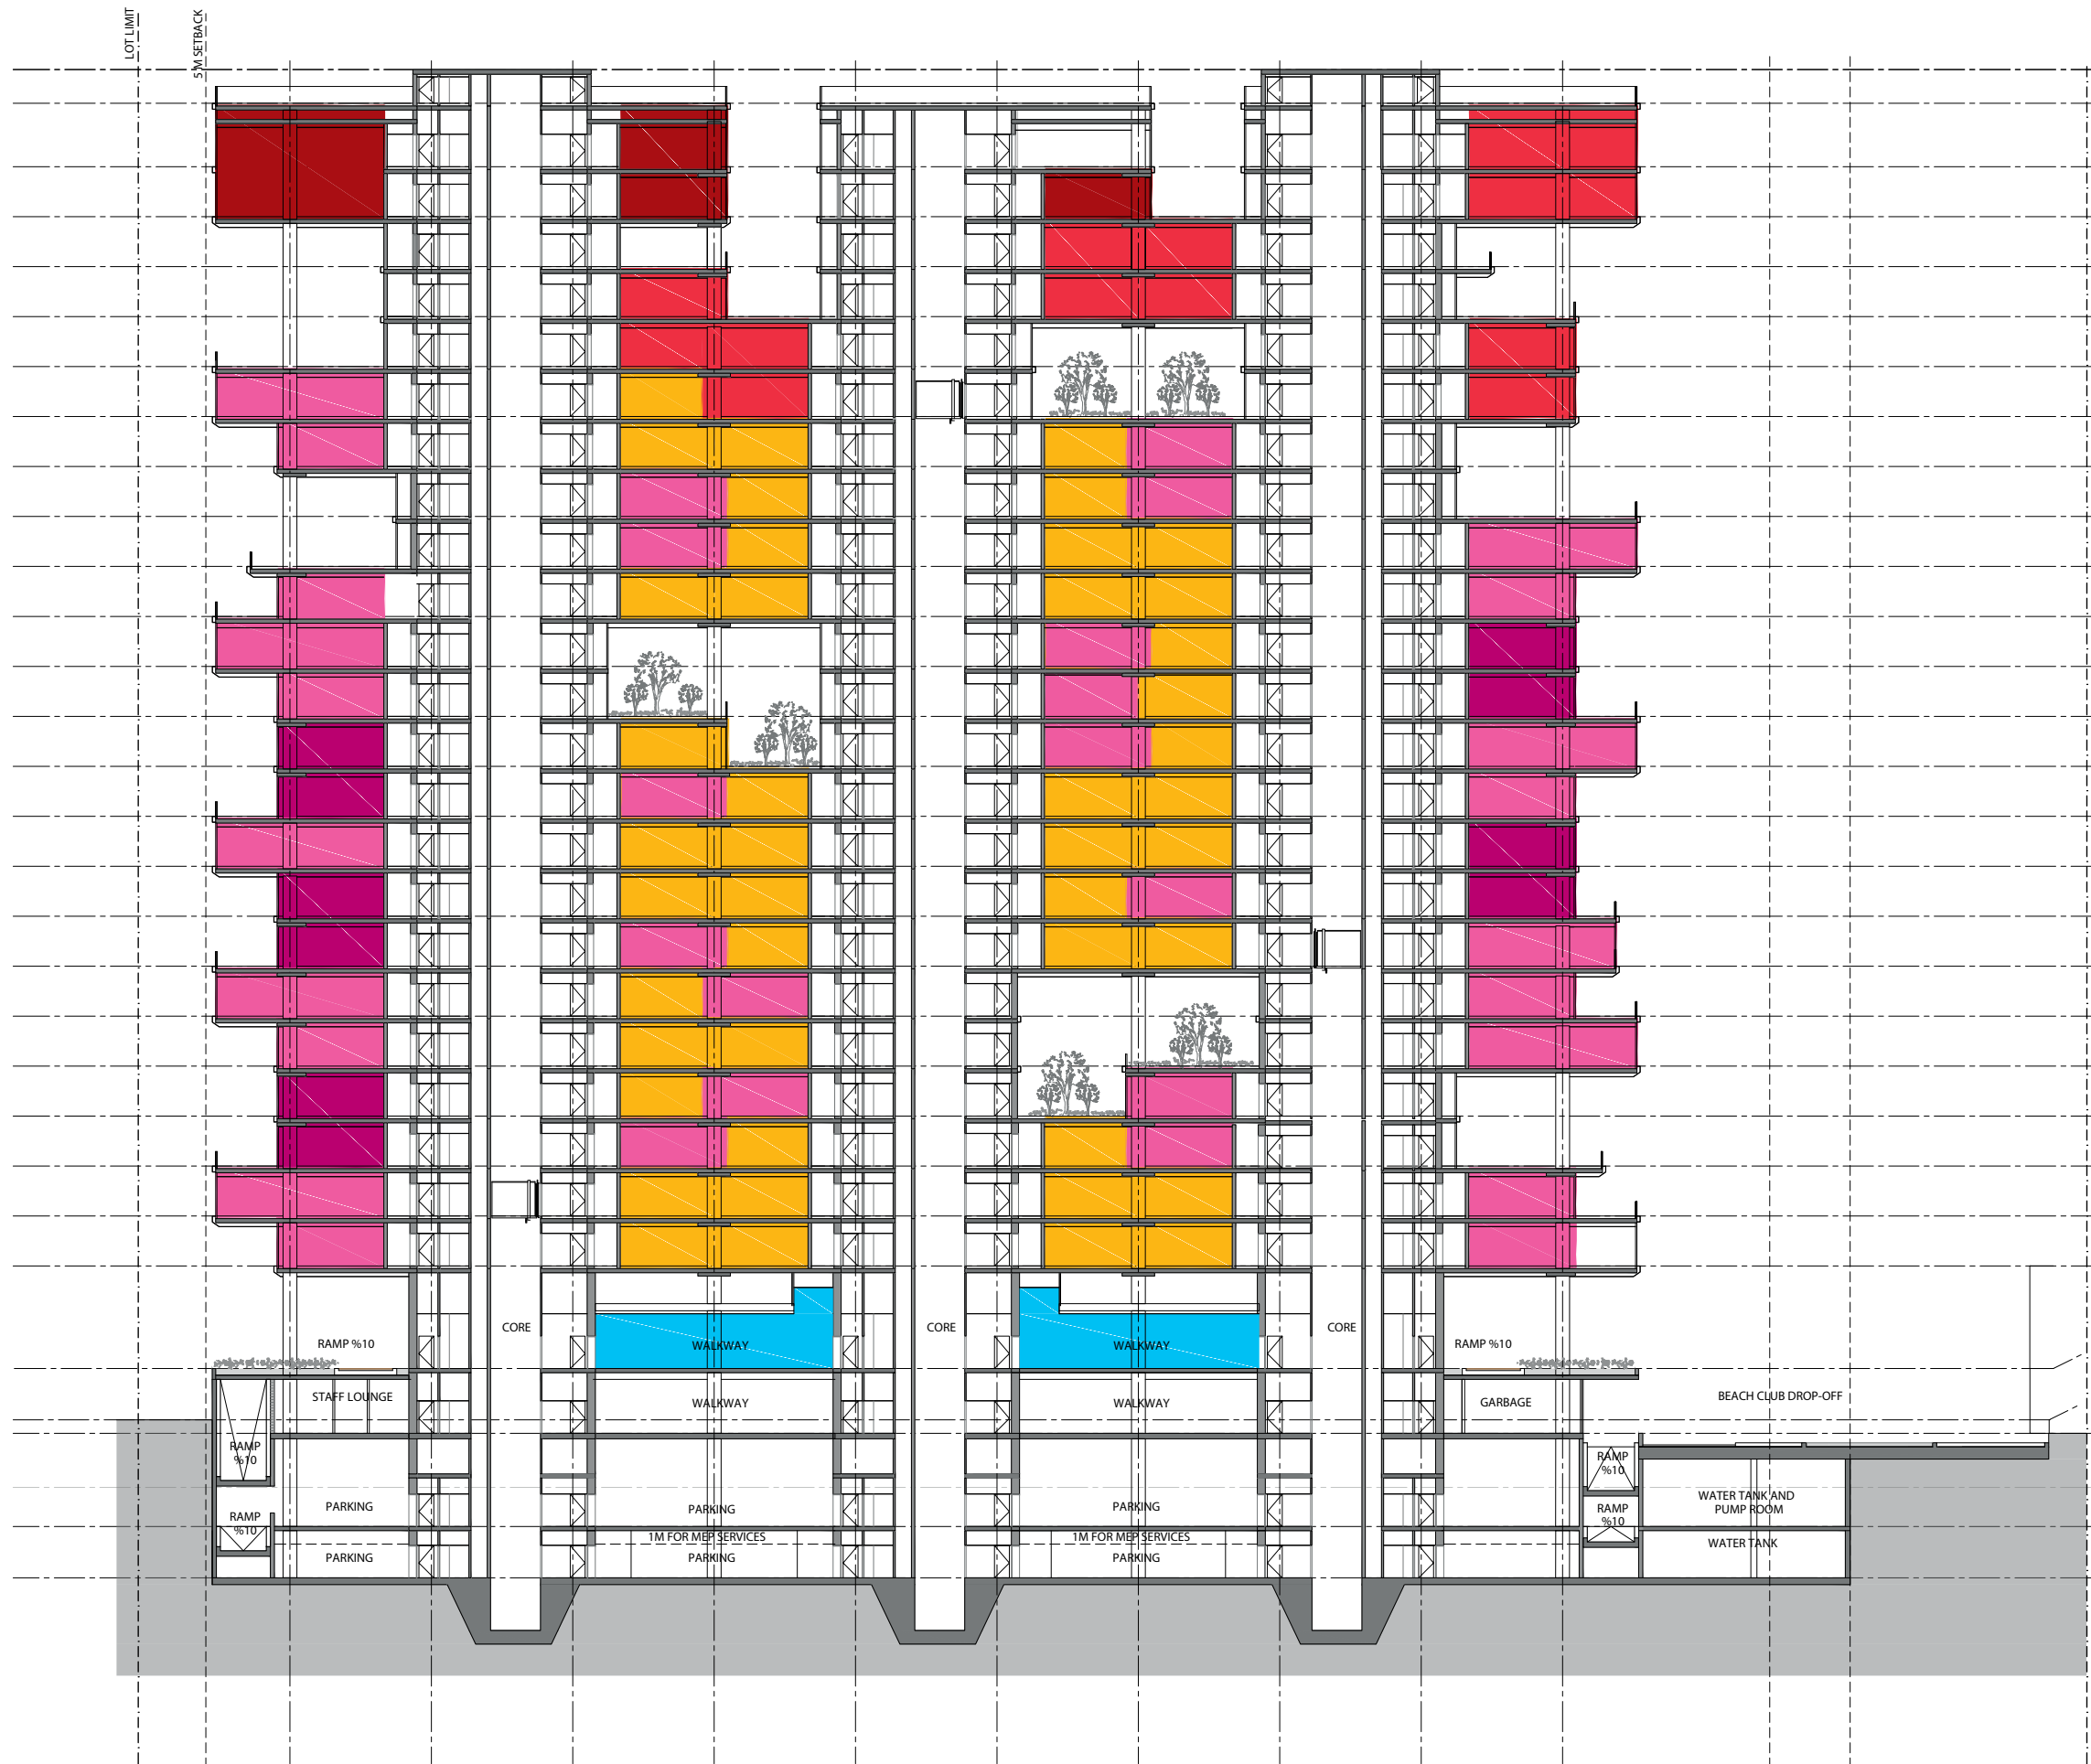 LOT LIMIT
5 M SETBACK
CORE
CORE
CORE
RAMP %10
WALKWAY
WALKWAY
RAMP %10
STAFF LOUNGE
WALKWAY
WALKWAY
GARBAGE
BEACH CLUB DROP-OFF
RAMP
%10
RAMP
%10
PARKING
PARKING
PARKING
WATER TANK AND
PUMP ROOM
RAMP
%10
RAMP
%10
1M FOR MEP SERVICES
1M FOR MEP SERVICES
WATER TANK
PARKING
PARKING
PARKING